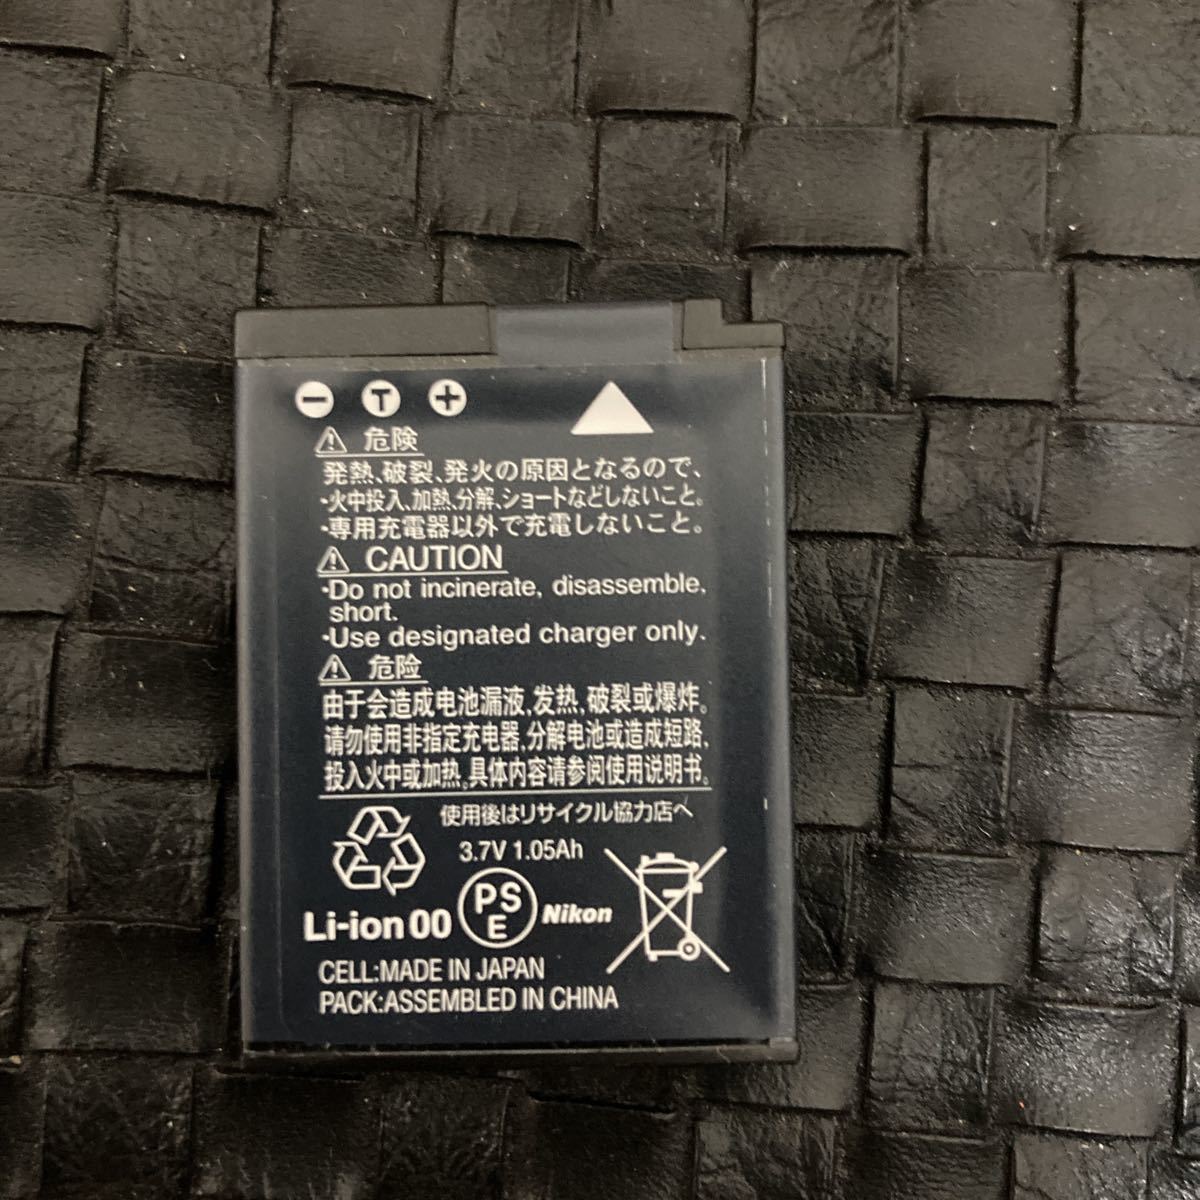 − T +
⚠ 危険
発熱、破裂、発火の原因となるので、
・火中投入、加熱、分解、ショートなどしないこと。
・専用充電器以外で充電しないこと。
⚠ CAUTION
・Do not incinerate, disassemble,
short.
・Use designated charger only.
⚠ 危险
由于会造成电池漏液,发热,破裂或爆炸。
请勿使用非指定充电器,分解电池或造成短路,
投入火中或加热。具体内容请参阅使用说明书。
使用後はリサイクル協力店へ
3.7V 1.05Ah
Li-ion 00 PSE Nikon
CELL:MADE IN JAPAN
PACK:ASSEMBLED IN CHINA